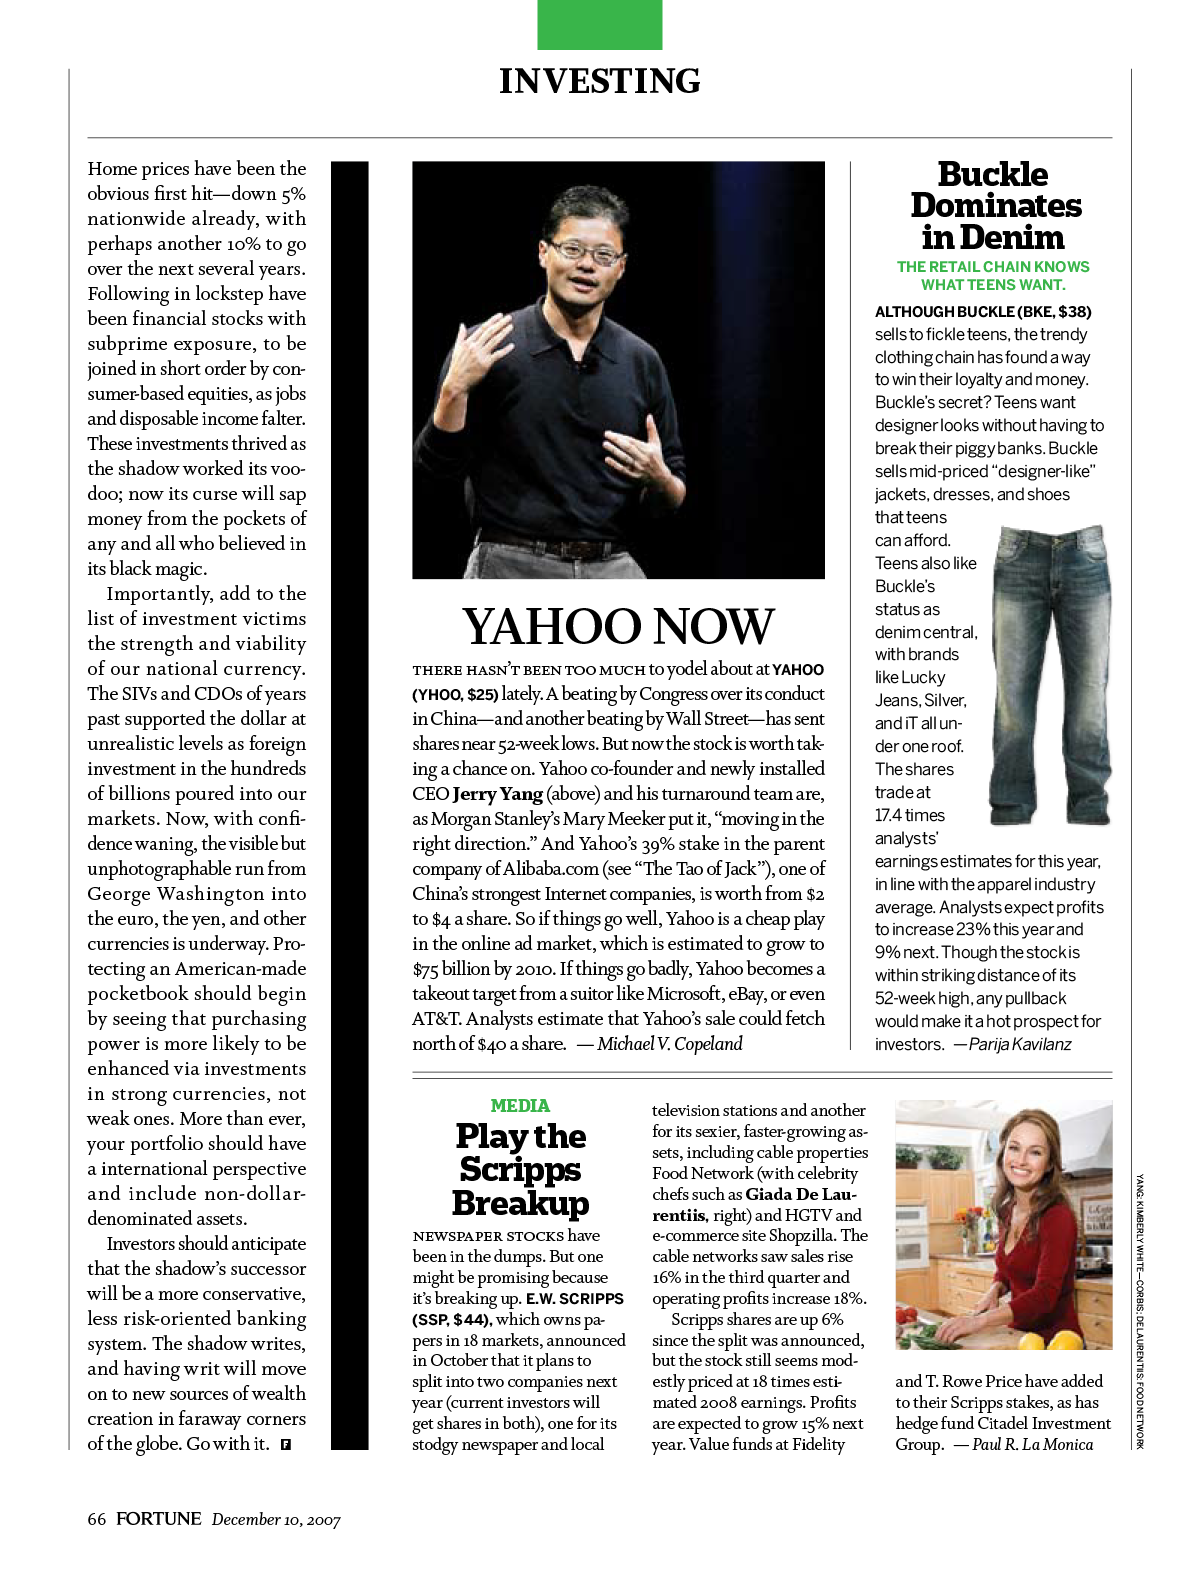 INVESTING
Home prices have been the
obvious first hit—down 5%
nationwide already, with
perhaps another 10% to go
over the next several years.
Following in lockstep have
been financial stocks with
subprime exposure, to be
joined in short order by con-
sumer-based equities, as jobs
and disposable income falter.
These investments thrived as
the shadow worked its voo-
doo; now its curse will sap
money from the pockets of
any and all who believed in
its black magic.
Importantly, add to the
list of investment victims
the strength and viability
of our national currency.
The SIVs and CDOs of years
past supported the dollar at
unrealistic levels as foreign
investment in the hundreds
of billions poured into our
markets. Now, with confi-
dence waning, the visible but
unphotographable run from
George Washington into
the euro, the yen, and other
currencies is underway. Pro-
tecting an American-made
pocketbook should begin
by seeing that purchasing
power is more likely to be
enhanced via investments
in strong currencies, not
weak ones. More than ever,
your portfolio should have
a international perspective
and include non-dollar-
denominated assets.
Investors should anticipate
that the shadow's successor
will be a more conservative,
less risk-oriented banking
system. The shadow writes,
and having writ will move
on to new sources of wealth
creation in faraway corners
of the globe. Go with it. F
YAHOO NOW
THERE HASN'T BEEN TOO MUCH to yodel about at YAHOO
(YHOO, $25) lately. A beating by Congress over its conduct
in China—and another beating by Wall Street—has sent
shares near 52-week lows. But now the stock is worth tak-
ing a chance on. Yahoo co-founder and newly installed
CEO Jerry Yang (above) and his turnaround team are,
as Morgan Stanley's Mary Meeker put it, “moving in the
right direction.” And Yahoo's 39% stake in the parent
company of Alibaba.com (see “The Tao of Jack”), one of
China's strongest Internet companies, is worth from $2
to $4 a share. So if things go well, Yahoo is a cheap play
in the online ad market, which is estimated to grow to
$75 billion by 2010. If things go badly, Yahoo becomes a
takeout target from a suitor like Microsoft, eBay, or even
AT&T. Analysts estimate that Yahoo's sale could fetch
north of $40 a share. — Michael V. Copeland
Buckle
Dominates
in Denim
THE RETAIL CHAIN KNOWS
WHAT TEENS WANT.
ALTHOUGH BUCKLE (BKE, $38)
sells to fickle teens, the trendy
clothing chain has found a way
to win their loyalty and money.
Buckle's secret? Teens want
designer looks without having to
break their piggy banks. Buckle
sells mid-priced “designer-like”
jackets, dresses, and shoes
that teens
can afford.
Teens also like
Buckle's
status as
denim central,
with brands
like Lucky
Jeans, Silver,
and iT all un-
der one roof.
The shares
trade at
17.4 times
analysts'
earnings estimates for this year,
in line with the apparel industry
average. Analysts expect profits
to increase 23% this year and
9% next. Though the stock is
within striking distance of its
52-week high, any pullback
would make it a hot prospect for
investors. —Parija Kavilanz
MEDIA
Play the
Scripps
Breakup
NEWSPAPER STOCKS have
been in the dumps. But one
might be promising because
it's breaking up. E.W. SCRIPPS
(SSP, $44), which owns pa-
pers in 18 markets, announced
in October that it plans to
split into two companies next
year (current investors will
get shares in both), one for its
stodgy newspaper and local
television stations and another
for its sexier, faster-growing as-
sets, including cable properties
Food Network (with celebrity
chefs such as Giada De Lau-
rentiis, right) and HGTV and
e-commerce site Shopzilla. The
cable networks saw sales rise
16% in the third quarter and
operating profits increase 18%.
Scripps shares are up 6%
since the split was announced,
but the stock still seems mod-
estly priced at 18 times esti-
mated 2008 earnings. Profits
are expected to grow 15% next
year. Value funds at Fidelity
and T. Rowe Price have added
to their Scripps stakes, as has
hedge fund Citadel Investment
Group. — Paul R. La Monica
YANG: KIMBERLY WHITE—CORBIS; DE LAURENTIIS: FOOD NETWORK
66 FORTUNE December 10, 2007